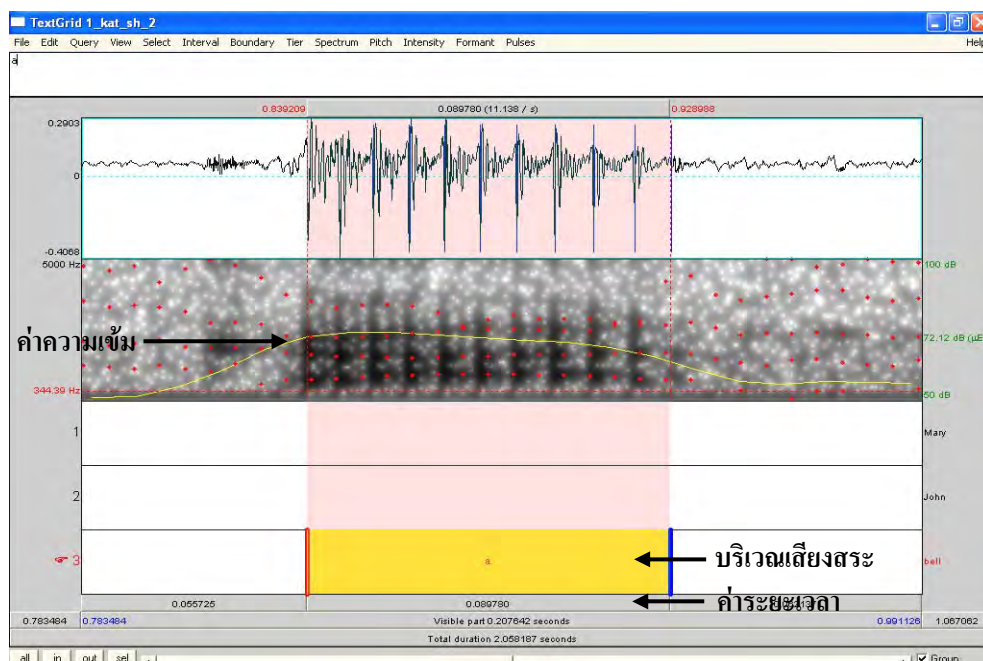 TextGrid 1_kat_sh_2
File Edit Query View Select Interval Boundary Tier Spectrum Pitch Intensity Formant Pulses Help
a
0.839209 0.089780 (11.138 / s) 0.928988
0.2903
0
-0.4068
5000 Hz 100 dB
ค่าความเข้ม 72.12 dB (µE
344.39 Hz 50 dB
1 Mary
2 John
3 a บริเวณเสียงสระ bell
0.055725 0.089780 ค่าระยะเวลา
0.783484 0.783484 Visible part 0.207642 seconds 0.991126 1.067062
Total duration 2.058187 seconds
all in out sel Group